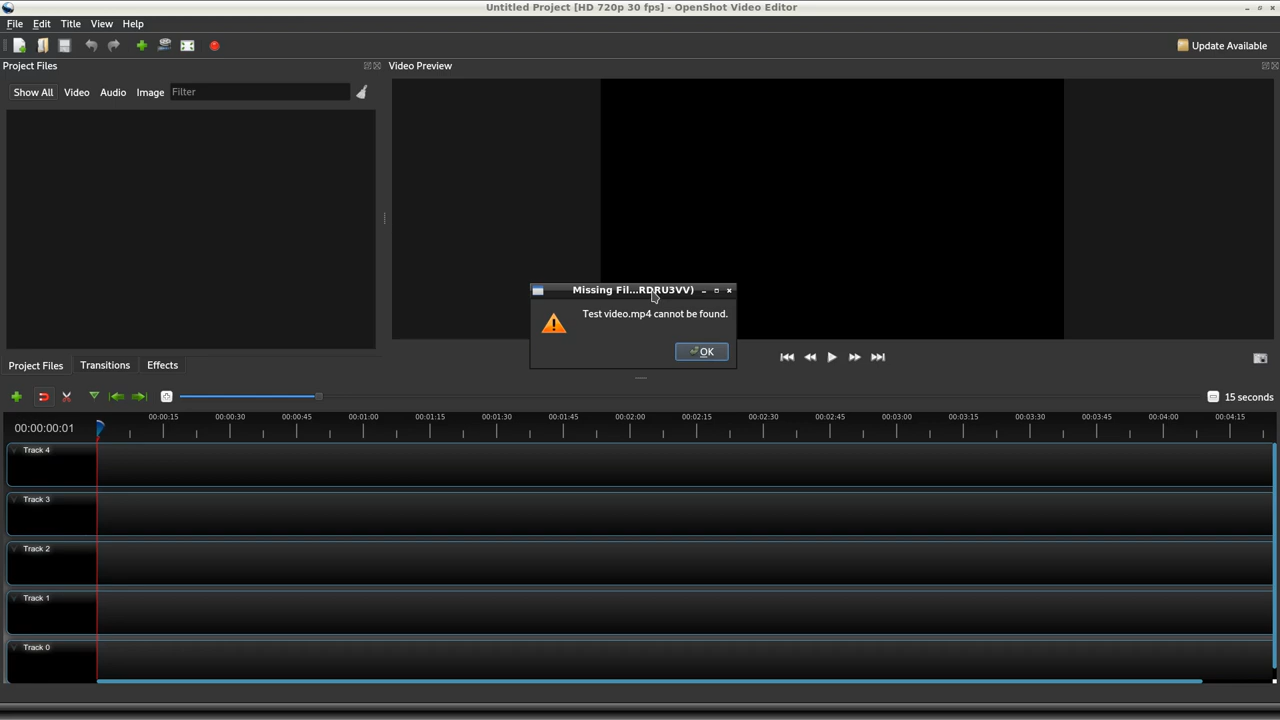 Untitled Project [HD 720p 30 fps] - OpenShot Video Editor
File Edit Title View Help
Update Available
Project Files
Video Preview
Show All Video Audio Image Filter
Missing Fil...RDRU3VV)
Test video.mp4 cannot be found.
OK
Project Files Transitions Effects
15 seconds
00:00:00:01
00:00:15 00:00:30 00:00:45 00:01:00 00:01:15 00:01:30 00:01:45 00:02:00 00:02:15 00:02:30 00:02:45 00:03:00 00:03:15 00:03:30 00:03:45 00:04:00 00:04:15
Track 4
Track 3
Track 2
Track 1
Track 0